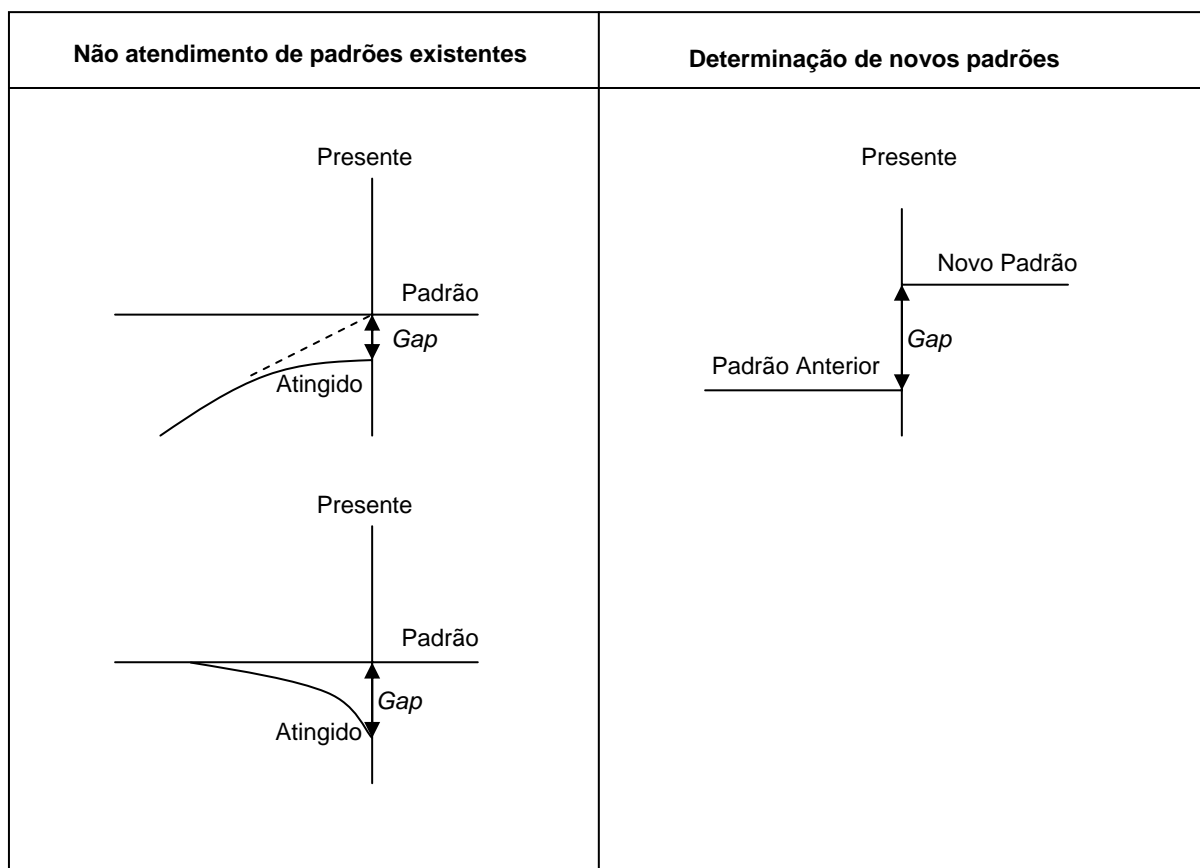 Não atendimento de padrões existentes
Determinação de novos padrões
Presente
Padrão
Gap
Atingido
Presente
Padrão
Gap
Atingido
Presente
Novo Padrão
Gap
Padrão Anterior